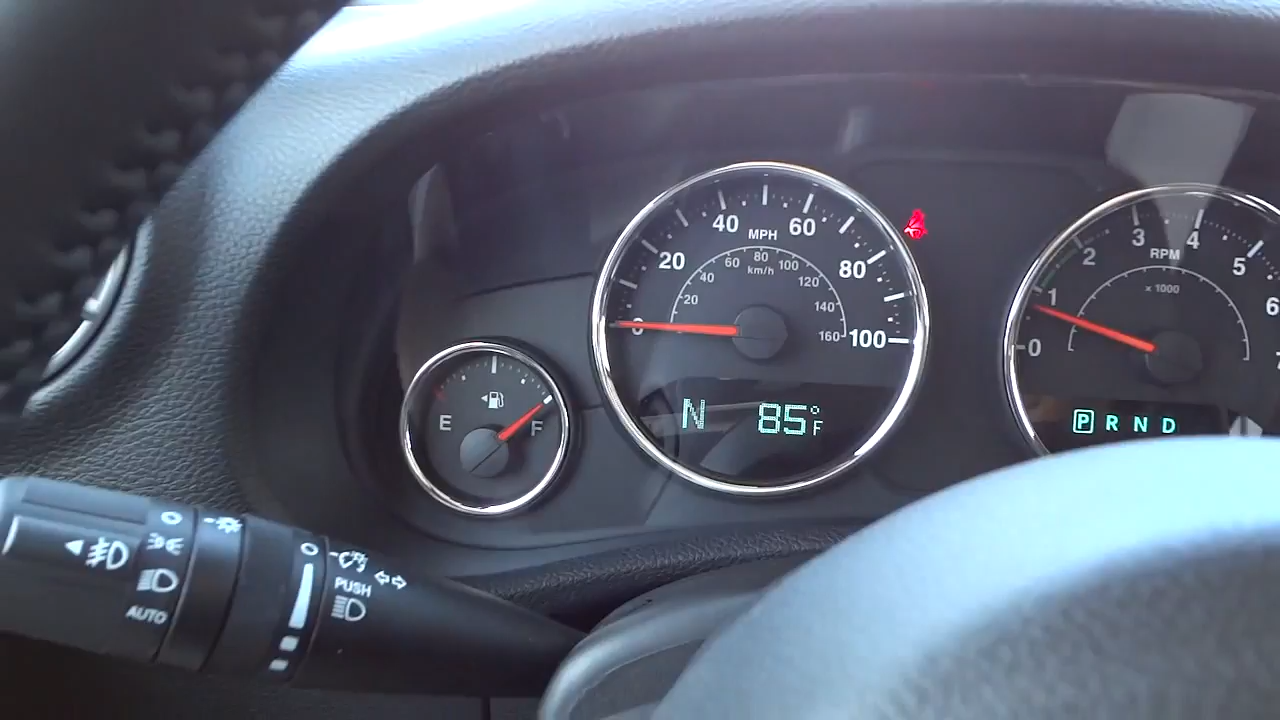 40 MPH 60
20 80
100
0
60 80 100
km/h
40 120
20 140
160
E F
N 85°F
0 1 2 3 4 5 6
RPM
x 1000
P R N D
AUTO
PUSH